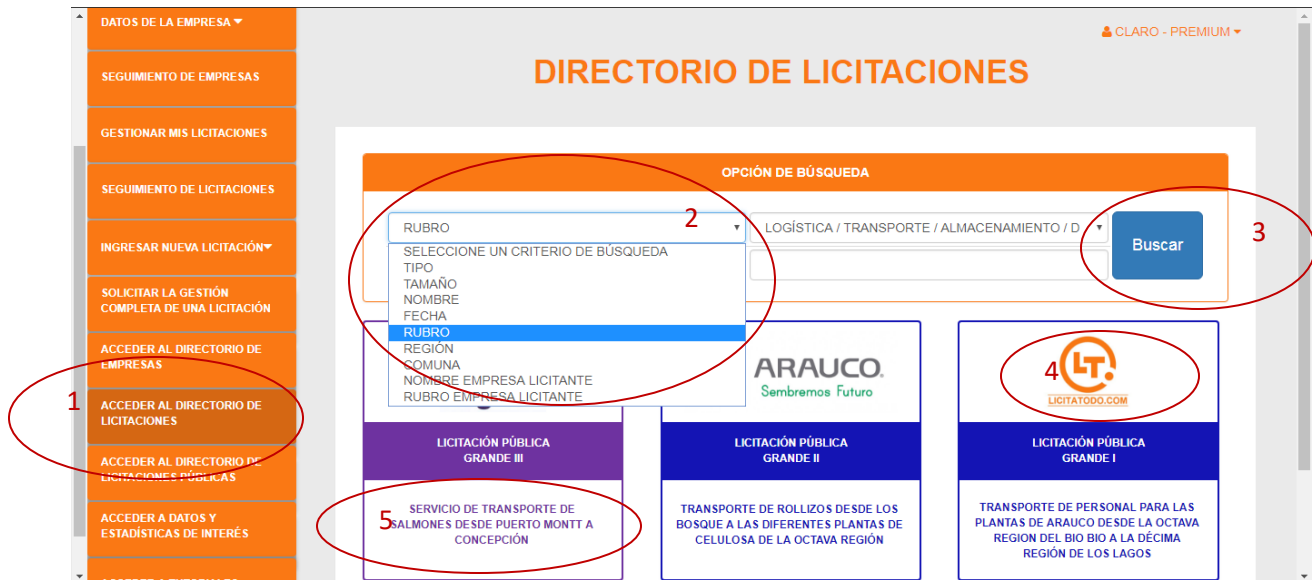 DATOS DE LA EMPRESA
CLARO - PREMIUM
DIRECTORIO DE LICITACIONES
SEGUIMIENTO DE EMPRESAS
GESTIONAR MIS LICITACIONES
SEGUIMIENTO DE LICITACIONES
INGRESAR NUEVA LICITACIÓN
SOLICITAR LA GESTIÓN
COMPLETA DE UNA LICITACIÓN
ACCEDER AL DIRECTORIO DE
EMPRESAS
1
ACCEDER AL DIRECTORIO DE
LICITACIONES
ACCEDER AL DIRECTORIO DE
LICITACIONES PÚBLICAS
ACCEDER A DATOS Y
ESTADÍSTICAS DE INTERÉS
OPCIÓN DE BÚSQUEDA
RUBRO
2
LOGÍSTICA / TRANSPORTE / ALMACENAMIENTO / D
Buscar
3
SELECCIONE UN CRITERIO DE BÚSQUEDA
TIPO
TAMAÑO
NOMBRE
FECHA
RUBRO
REGIÓN
COMUNA
NOMBRE EMPRESA LICITANTE
RUBRO EMPRESA LICITANTE
LICITACIÓN PÚBLICA
GRANDE III
5
SERVICIO DE TRANSPORTE DE
SALMONES DESDE PUERTO MONTT A
CONCEPCIÓN
ARAUCO
Sembremos Futuro
LICITACIÓN PÚBLICA
GRANDE II
TRANSPORTE DE ROLLIZOS DESDE LOS
BOSQUE A LAS DIFERENTES PLANTAS DE
CELULOSA DE LA OCTAVA REGIÓN
4
LT.
LICITATODO.COM
LICITACIÓN PÚBLICA
GRANDE I
TRANSPORTE DE PERSONAL PARA LAS
PLANTAS DE ARAUCO DESDE LA OCTAVA
REGION DEL BIO BIO A LA DÉCIMA
REGIÓN DE LOS LAGOS